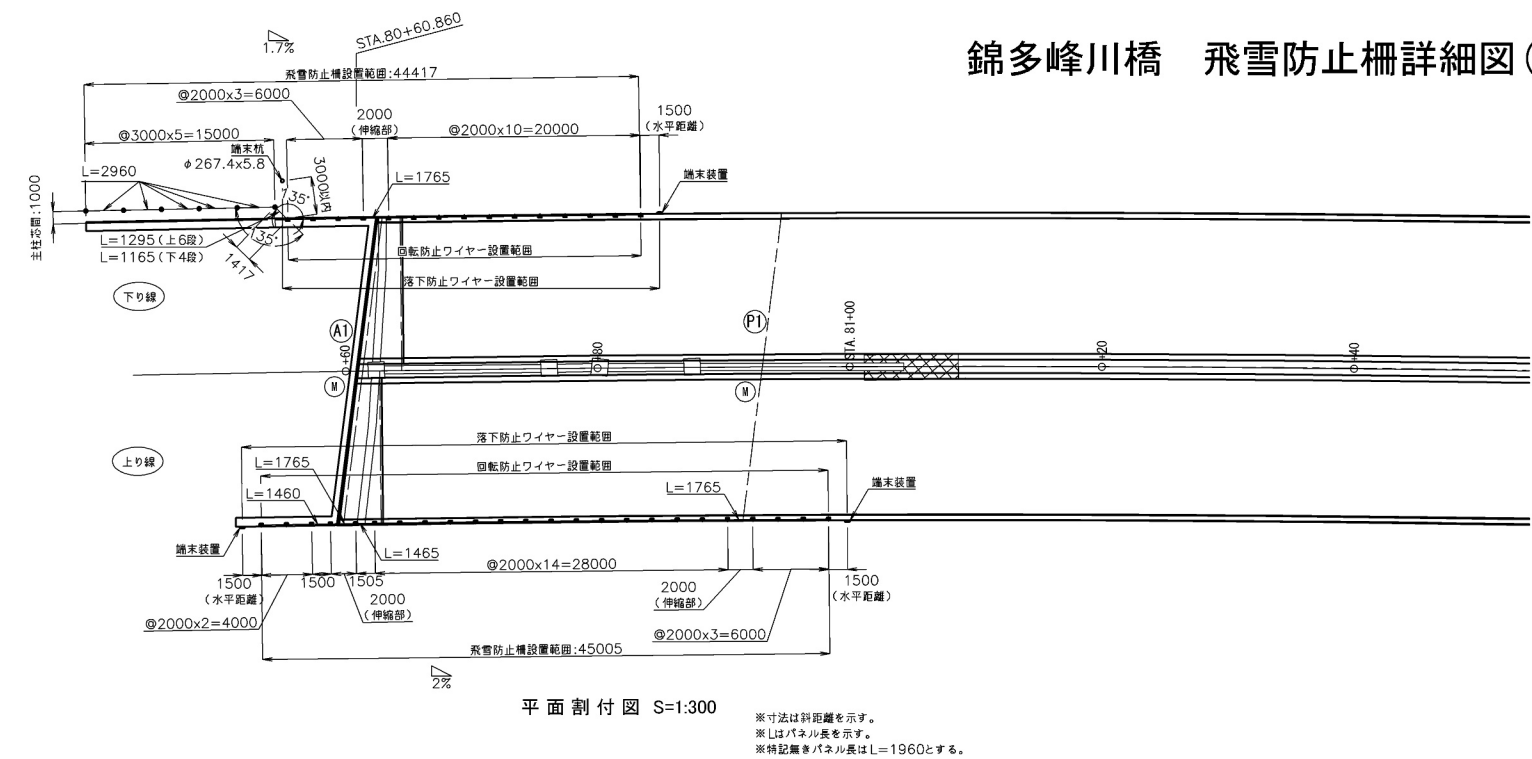 錦多峰川橋　飛雪防止柵詳細図(
1.7%
STA.80+60.860
飛雪防止柵設置範囲:44417
@2000x3=6000
2000
(伸縮部)
@2000x10=20000
1500
(水平距離)
@3000x5=15000
端末杭
φ267.4x5.8
3000以内
L=2960
主柱芯間:1000
L=1765
端末装置
135°
135°
L=1295(上6段)
L=1165(下4段)
1417
回転防止ワイヤー設置範囲
落下防止ワイヤー設置範囲
下り線
A1
P1
+60
+80
STA. 81+00
+20
+40
M
M
上り線
落下防止ワイヤー設置範囲
回転防止ワイヤー設置範囲
L=1765
L=1460
L=1765
端末装置
端末装置
L=1465
1500
(水平距離)
1500
1505
2000
(伸縮部)
@2000x14=28000
2000
(伸縮部)
1500
(水平距離)
@2000x2=4000
@2000x3=6000
飛雪防止柵設置範囲:45005
2%
平面割付図 S=1:300
※寸法は斜距離を示す。
※Lはパネル長を示す。
※特記無きパネル長はL=1960とする。